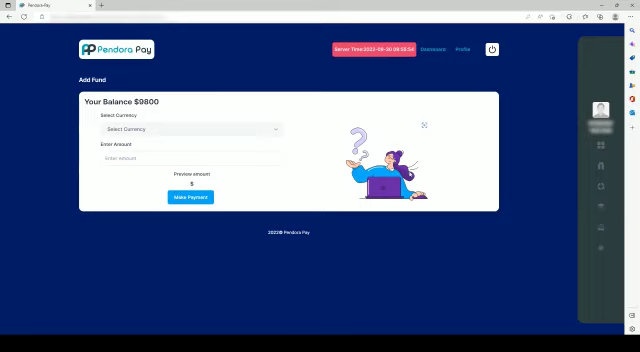 Pendora-Pay
Pendora Pay
Server Time:2022-08-30 09:58:54
Dashboard
Profile
Add Fund
Your Balance $9800
Select Currency
Select Currency
Enter Amount
Enter Amount
Preview amount
$
Make Payment
2022© Pendora Pay